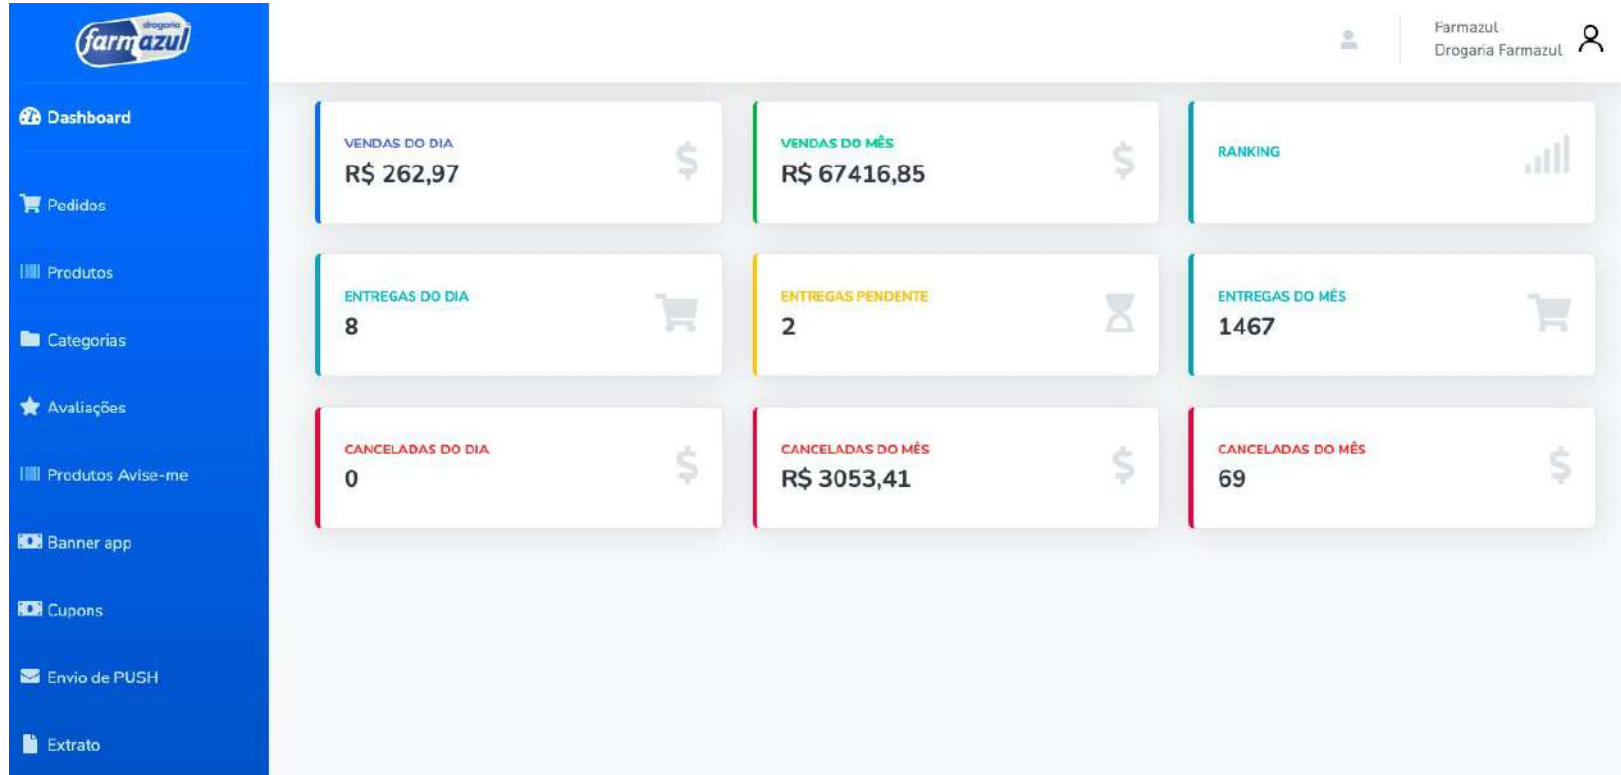 drogaria
farmazul
Farmazul
Drogaria Farmazul
Dashboard
Pedidos
Produtos
Categorias
Avaliações
Produtos Avise-me
Banner app
Cupons
Envio de PUSH
Extrato
VENDAS DO DIA
R$ 262,97
VENDAS DO MÊS
R$ 67416,85
RANKING
ENTREGAS DO DIA
8
ENTREGAS PENDENTE
2
ENTREGAS DO MÊS
1467
CANCELADAS DO DIA
0
CANCELADAS DO MÊS
R$ 3053,41
CANCELADAS DO MÊS
69